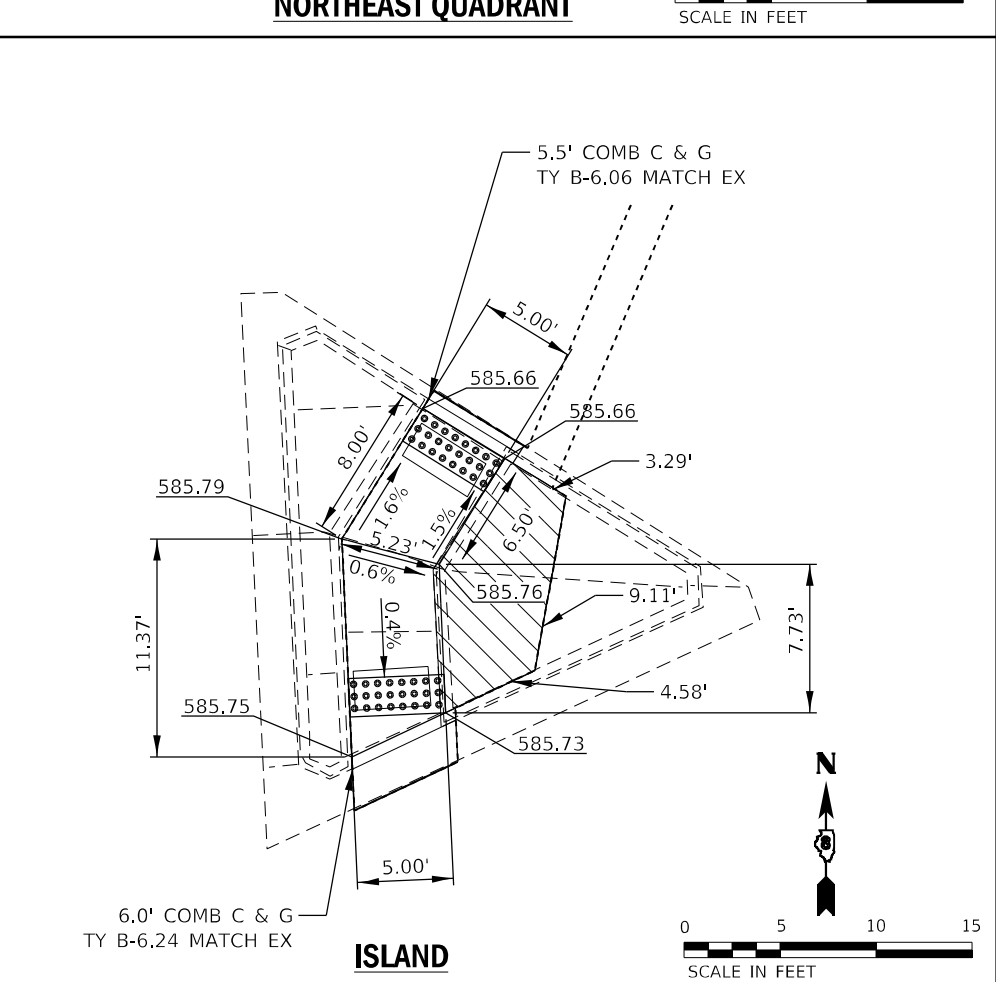 NORTHEAST QUADRANT
SCALE IN FEET
5.5' COMB C & G
TY B-6.06 MATCH EX
5.00'
585.66
585.66
8.00'
3.29'
585.79
1.6%
1.5%
6.50'
5.23'
0.6%
585.76
9.11'
0.4%
11.37'
7.73'
4.58'
585.75
585.73
N
5.00'
6.0' COMB C & G
TY B-6.24 MATCH EX
ISLAND
0 5 10 15
SCALE IN FEET